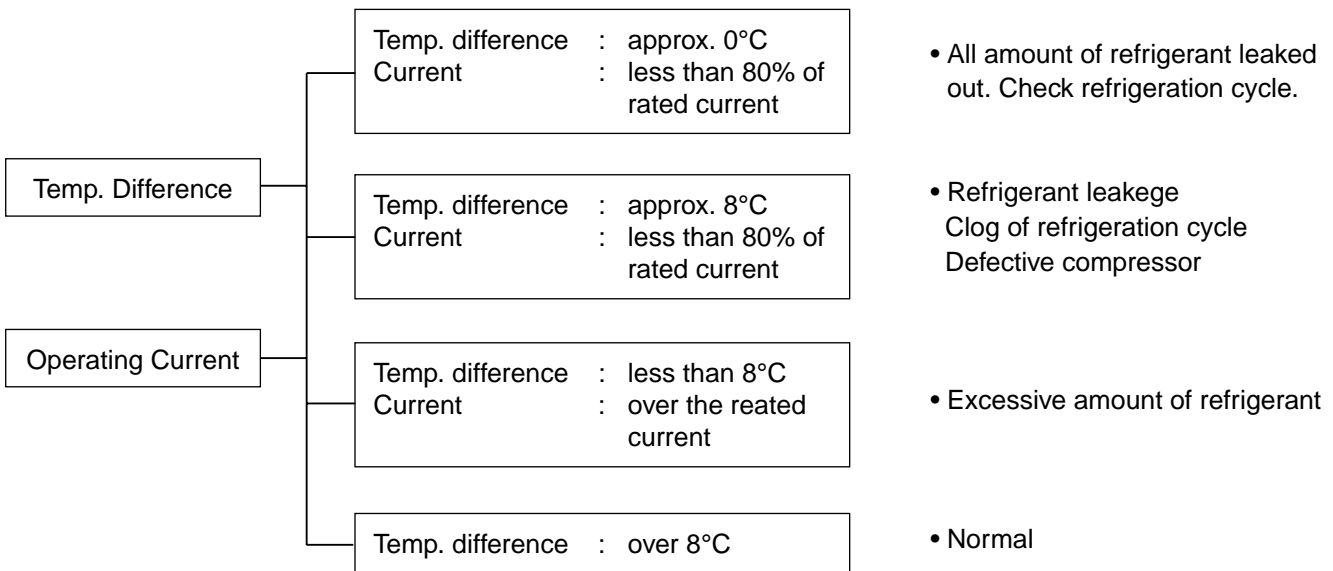 Temp. difference : approx. 0°C
Current : less than 80% of
rated current
• All amount of refrigerant leaked
out. Check refrigeration cycle.
Temp. Difference
Temp. difference : approx. 8°C
Current : less than 80% of
rated current
• Refrigerant leakege
Clog of refrigeration cycle
Defective compressor
Operating Current
Temp. difference : less than 8°C
Current : over the reated
current
• Excessive amount of refrigerant
Temp. difference : over 8°C
• Normal